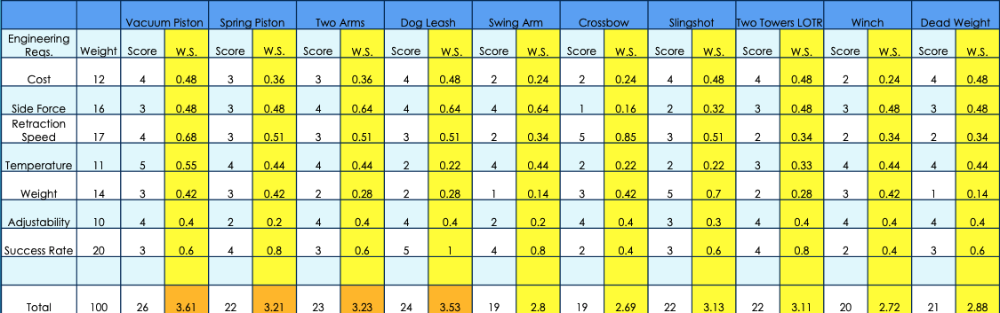 Vacuum Piston Spring Piston Two Arms Dog Leash Swing Arm Crossbow Slingshot Two Towers LOTR Winch Dead Weight
Engineering
Reqs. Weight Score W.S. Score W.S. Score W.S. Score W.S. Score W.S. Score W.S. Score W.S. Score W.S. Score W.S. Score W.S.
Cost 12 4 0.48 3 0.36 3 0.36 4 0.48 2 0.24 2 0.24 4 0.48 4 0.48 2 0.24 4 0.48
Side Force 16 3 0.48 3 0.48 4 0.64 4 0.64 4 0.64 1 0.16 2 0.32 3 0.48 3 0.48 3 0.48
Retraction
Speed 17 4 0.68 3 0.51 3 0.51 3 0.51 2 0.34 5 0.85 3 0.51 2 0.34 2 0.34 2 0.34
Temperature 11 5 0.55 4 0.44 4 0.44 2 0.22 4 0.44 2 0.22 2 0.22 3 0.33 4 0.44 4 0.44
Weight 14 3 0.42 3 0.42 2 0.28 2 0.28 1 0.14 3 0.42 5 0.7 2 0.28 3 0.42 1 0.14
Adjustability 10 4 0.4 2 0.2 4 0.4 4 0.4 2 0.2 4 0.4 3 0.3 4 0.4 4 0.4 4 0.4
Success Rate 20 3 0.6 4 0.8 3 0.6 5 1 4 0.8 2 0.4 3 0.6 4 0.8 2 0.4 3 0.6
Total 100 26 3.61 22 3.21 23 3.23 24 3.53 19 2.8 19 2.69 22 3.13 22 3.11 20 2.72 21 2.88